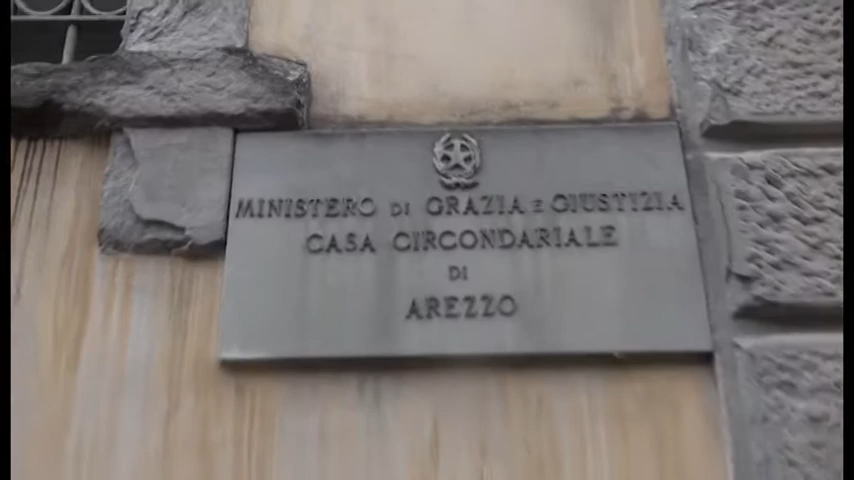 MINISTERO DI GRAZIA E GIUSTIZIA
CASA CIRCONDARIALE
DI
AREZZO